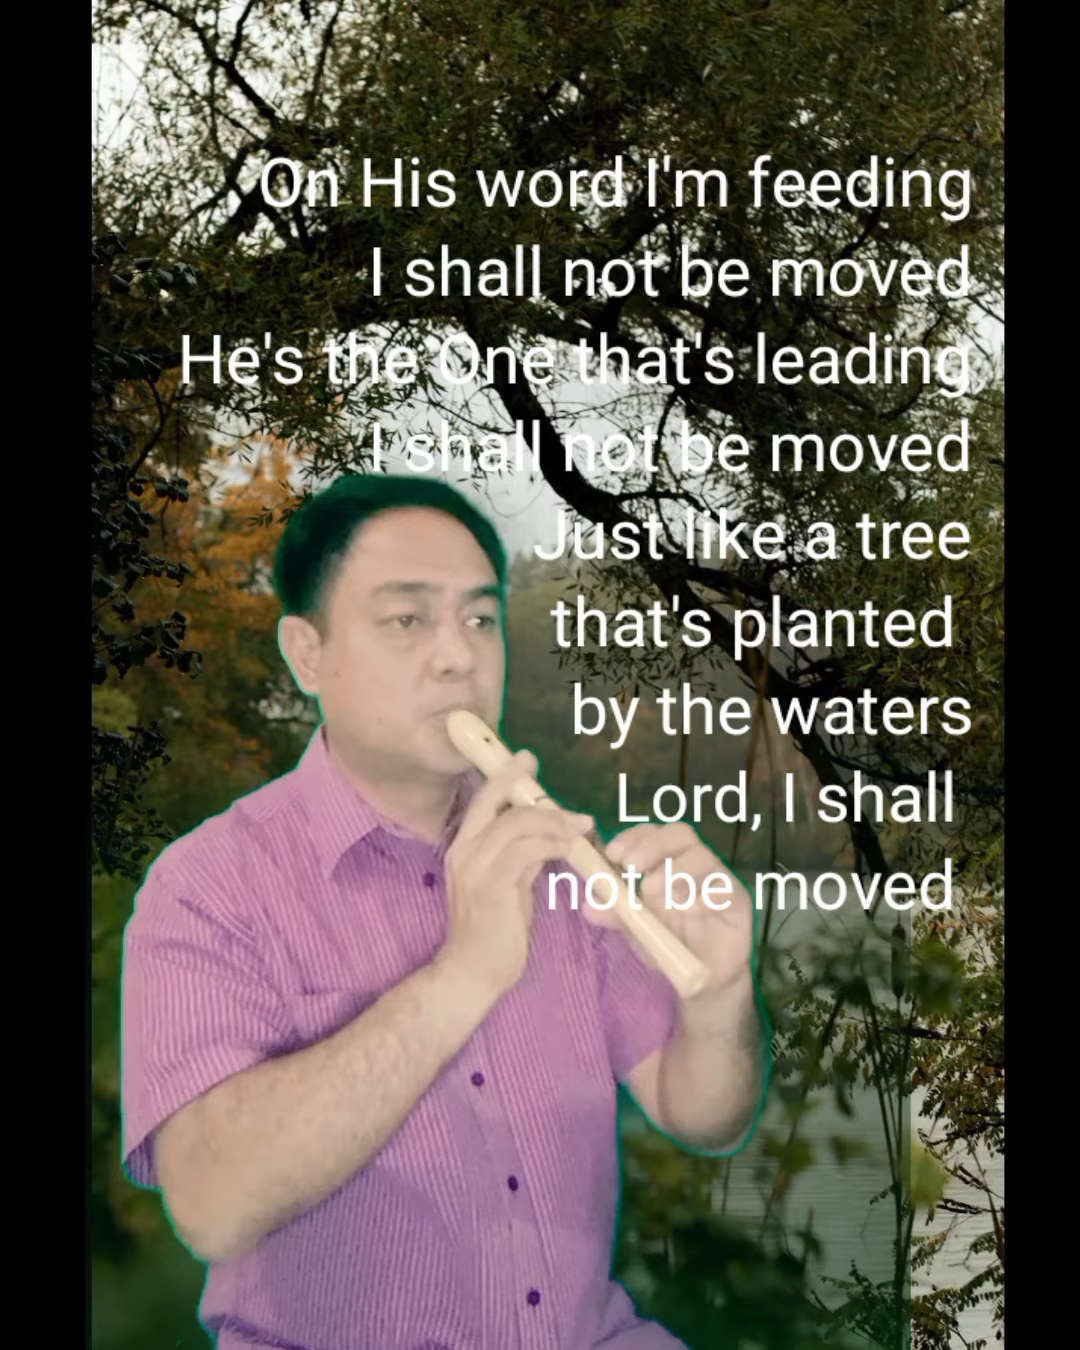 On His word I'm feeding
I shall not be moved
He's the One that's leading
I shall not be moved
Just like a tree
that's planted
by the waters
Lord, I shall
not be moved